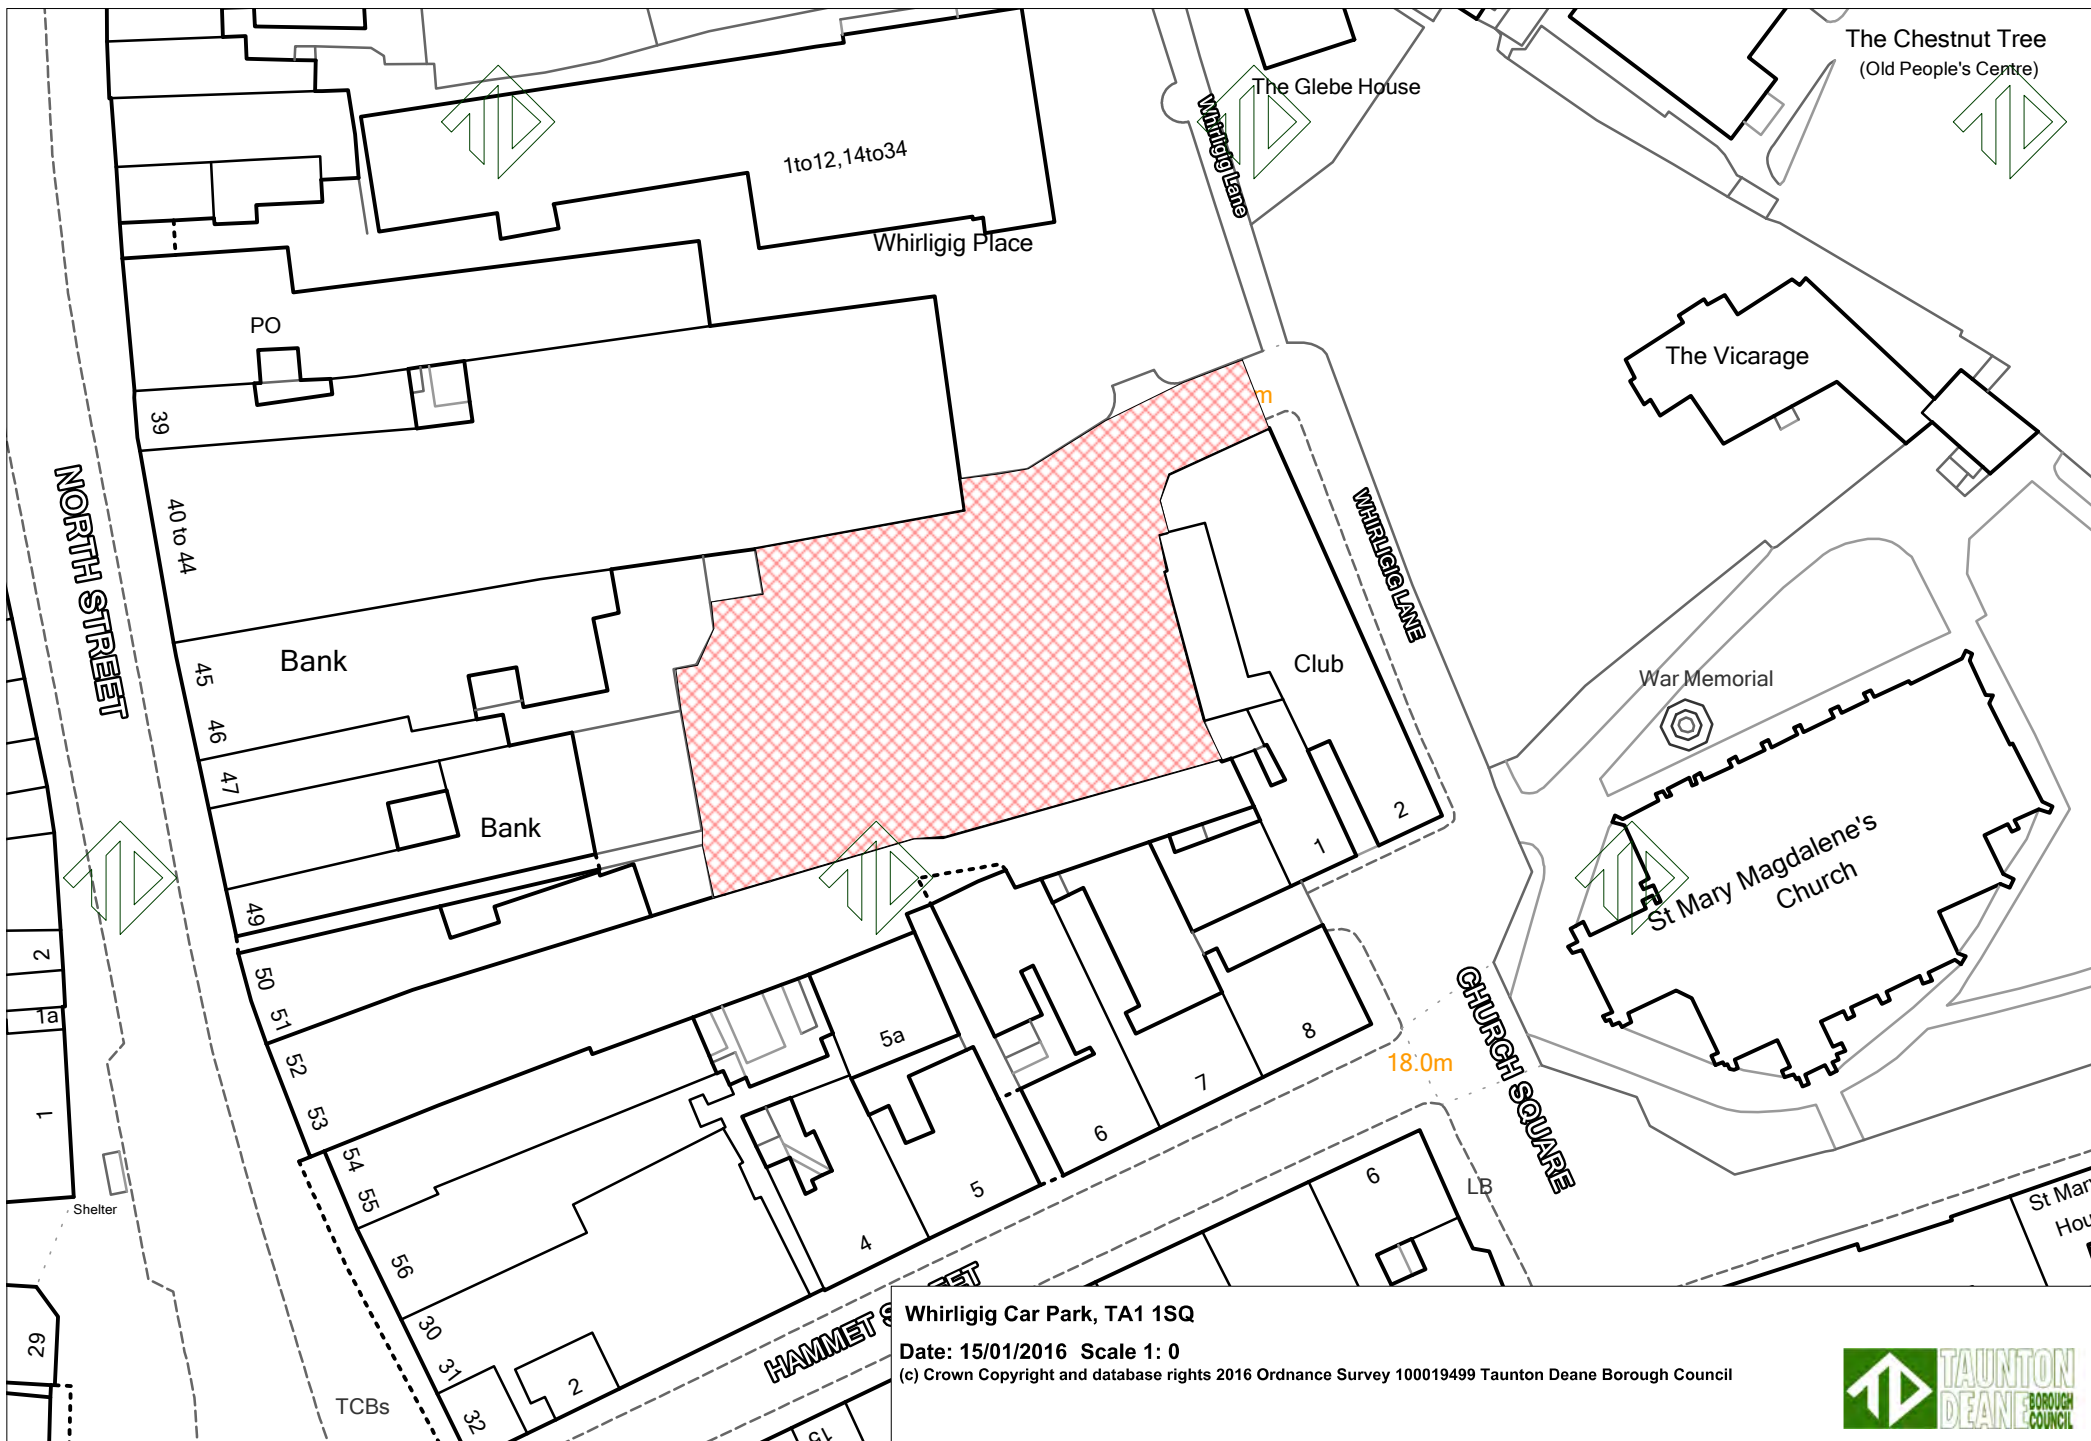 The Chestnut Tree
(Old People's Centre)
The Glebe House
Whirligig Lane
1to12,14to34
Whirligig Place
PO
The Vicarage
m
39
40 to 44
NORTH STREET
WHIRLIGIG LANE
Bank
45
46
47
Club
War Memorial
Bank
49
2
1
St Mary Magdalene's
Church
50
51
2
1a
1
52
53
5a
8
7
6
18.0m
CHURCH SQUARE
54
55
56
5
4
6
LB
St Mar
Hou
Shelter
29
30
31
32
2
TCBs
HAMMET S
EET
15
Whirligig Car Park, TA1 1SQ
Date: 15/01/2016 Scale 1: 0
(c) Crown Copyright and database rights 2016 Ordnance Survey 100019499 Taunton Deane Borough Council
TAUNTON
DEANE BOROUGH
COUNCIL